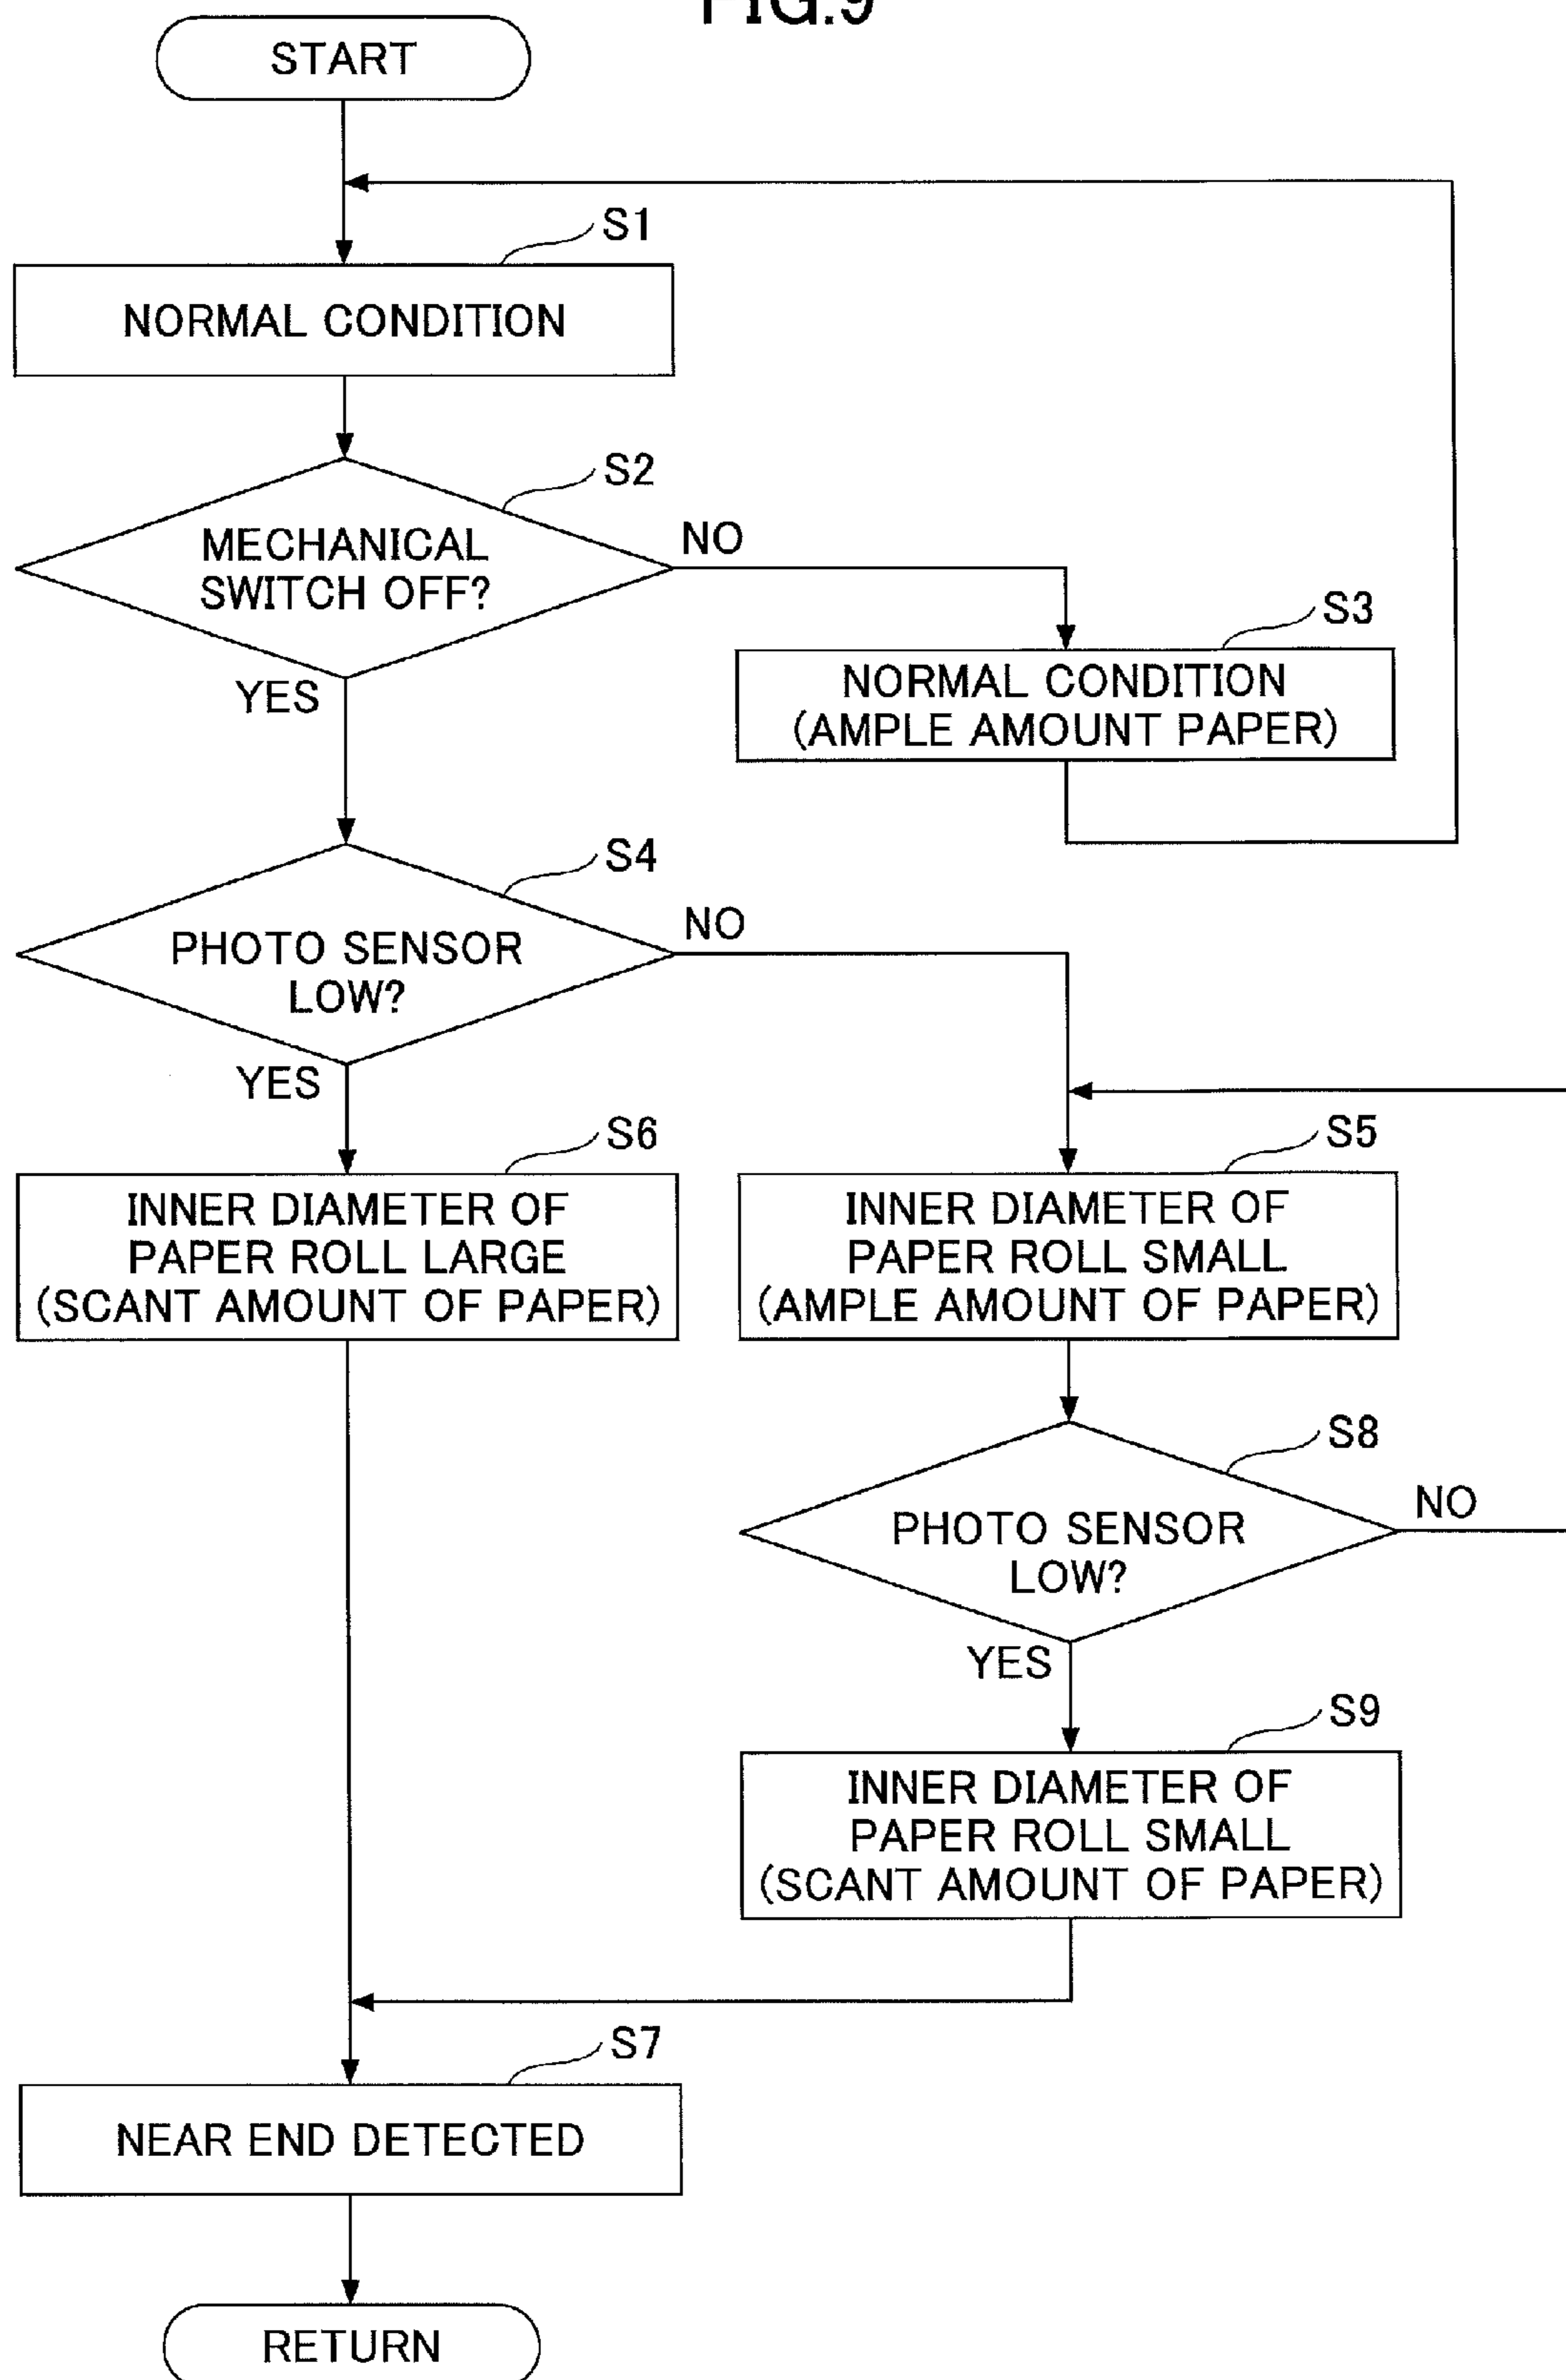 FIG.9
START
S1
NORMAL CONDITION
S2
MECHANICAL
SWITCH OFF?
NO
YES
S3
NORMAL CONDITION
(AMPLE AMOUNT PAPER)
S4
PHOTO SENSOR
LOW?
NO
YES
S6
INNER DIAMETER OF
PAPER ROLL LARGE
(SCANT AMOUNT OF PAPER)
S5
INNER DIAMETER OF
PAPER ROLL SMALL
(AMPLE AMOUNT OF PAPER)
S8
PHOTO SENSOR
LOW?
NO
YES
S9
INNER DIAMETER OF
PAPER ROLL SMALL
(SCANT AMOUNT OF PAPER)
S7
NEAR END DETECTED
RETURN